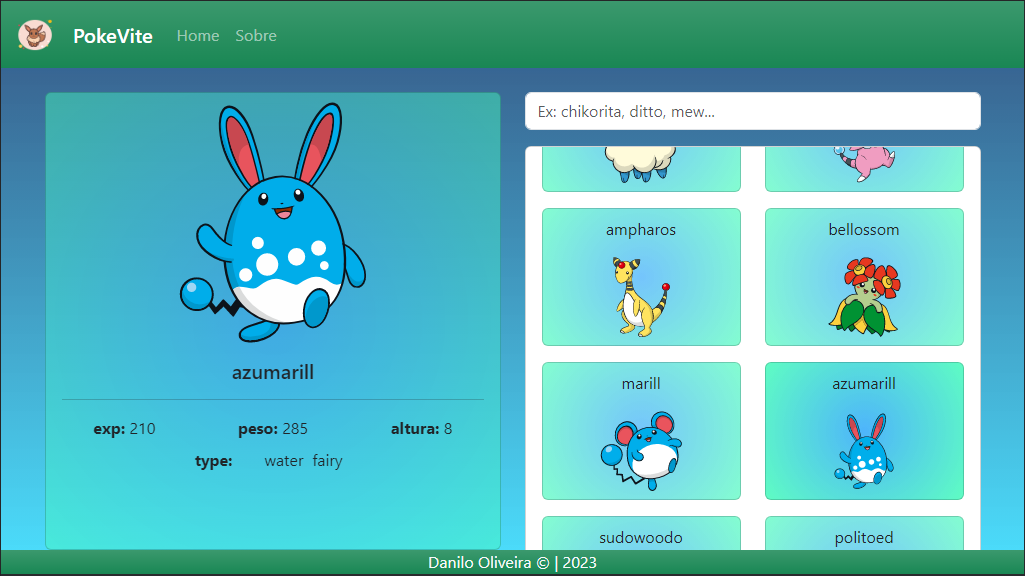 PokeVite Home Sobre
azumarill
exp: 210 peso: 285 altura: 8
type: water fairy
Ex: chikorita, ditto, mew...
ampharos bellossom
marill azumarill
sudowoodo politoed
Danilo Oliveira © | 2023